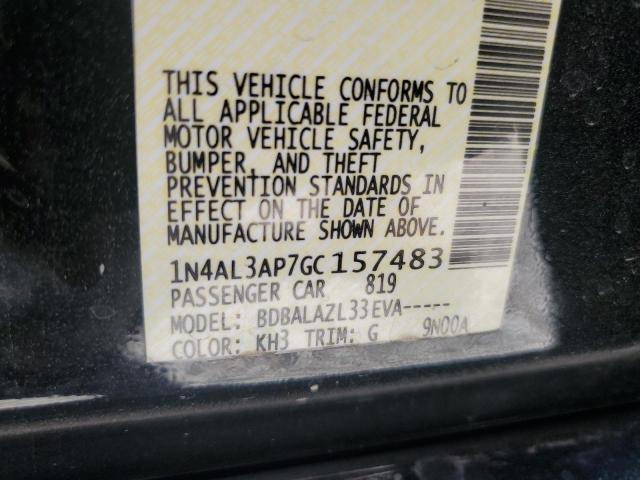 THIS VEHICLE CONFORMS TO
ALL APPLICABLE FEDERAL
MOTOR VEHICLE SAFETY,
BUMPER, AND THEFT
PREVENTION STANDARDS IN
EFFECT ON THE DATE OF
MANUFACTURE SHOWN ABOVE.
1N4AL3AP7GC157483
PASSENGER CAR 819
MODEL: BDBALAZL33EVA-----
COLOR: KH3 TRIM: G 9N00A